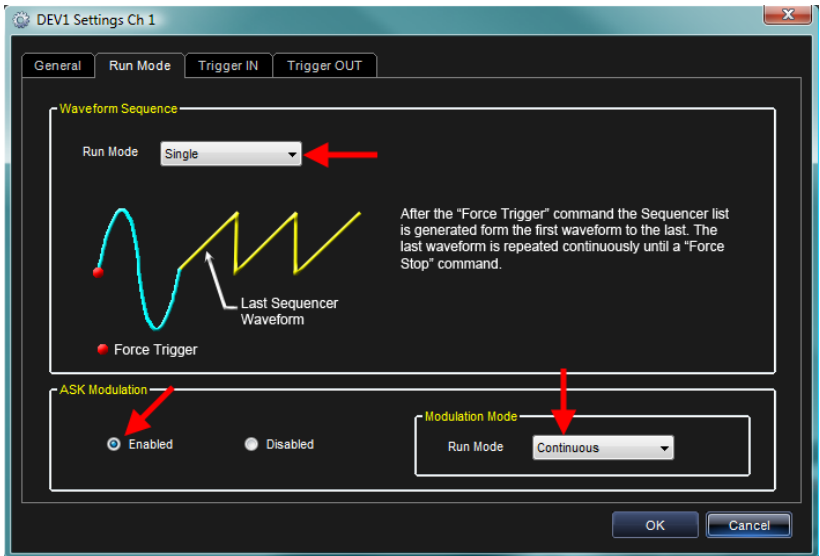 DEV1 Settings Ch 1
General Run Mode Trigger IN Trigger OUT
Waveform Sequence
Run Mode Single
After the “Force Trigger” command the Sequencer list
is generated form the first waveform to the last. The
last waveform is repeated continuously until a “Force
Stop” command.
Last Sequencer
Waveform
Force Trigger
ASK Modulation
Enabled Disabled
Modulation Mode
Run Mode Continuous
OK Cancel